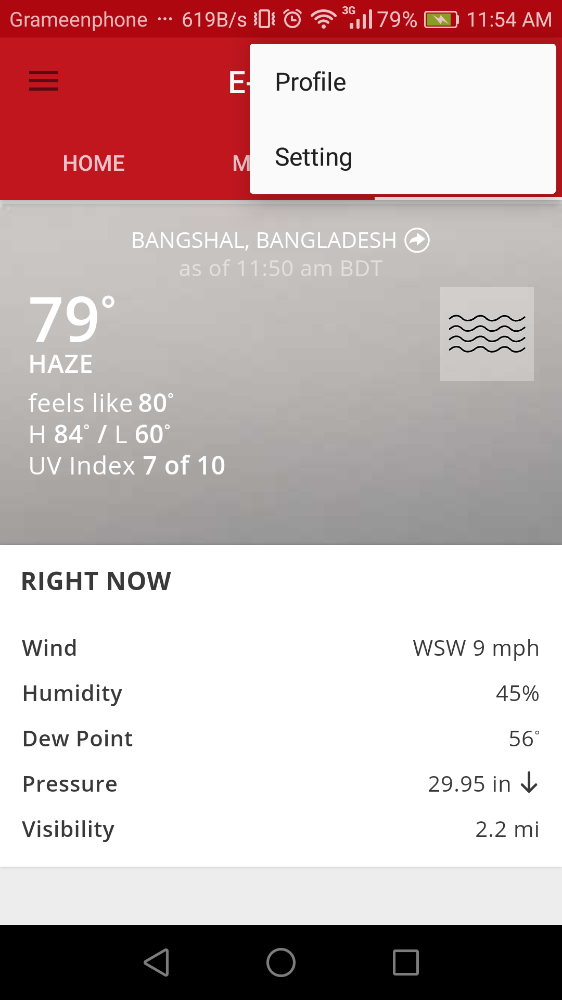 Grameenphone ... 619B/s 3G 79% 11:54 AM
E-
Profile
Setting
HOME M
BANGSHAL, BANGLADESH
as of 11:50 am BDT
79°
HAZE
feels like 80°
H 84° / L 60°
UV Index 7 of 10
RIGHT NOW
Wind WSW 9 mph
Humidity 45%
Dew Point 56°
Pressure 29.95 in ↓
Visibility 2.2 mi